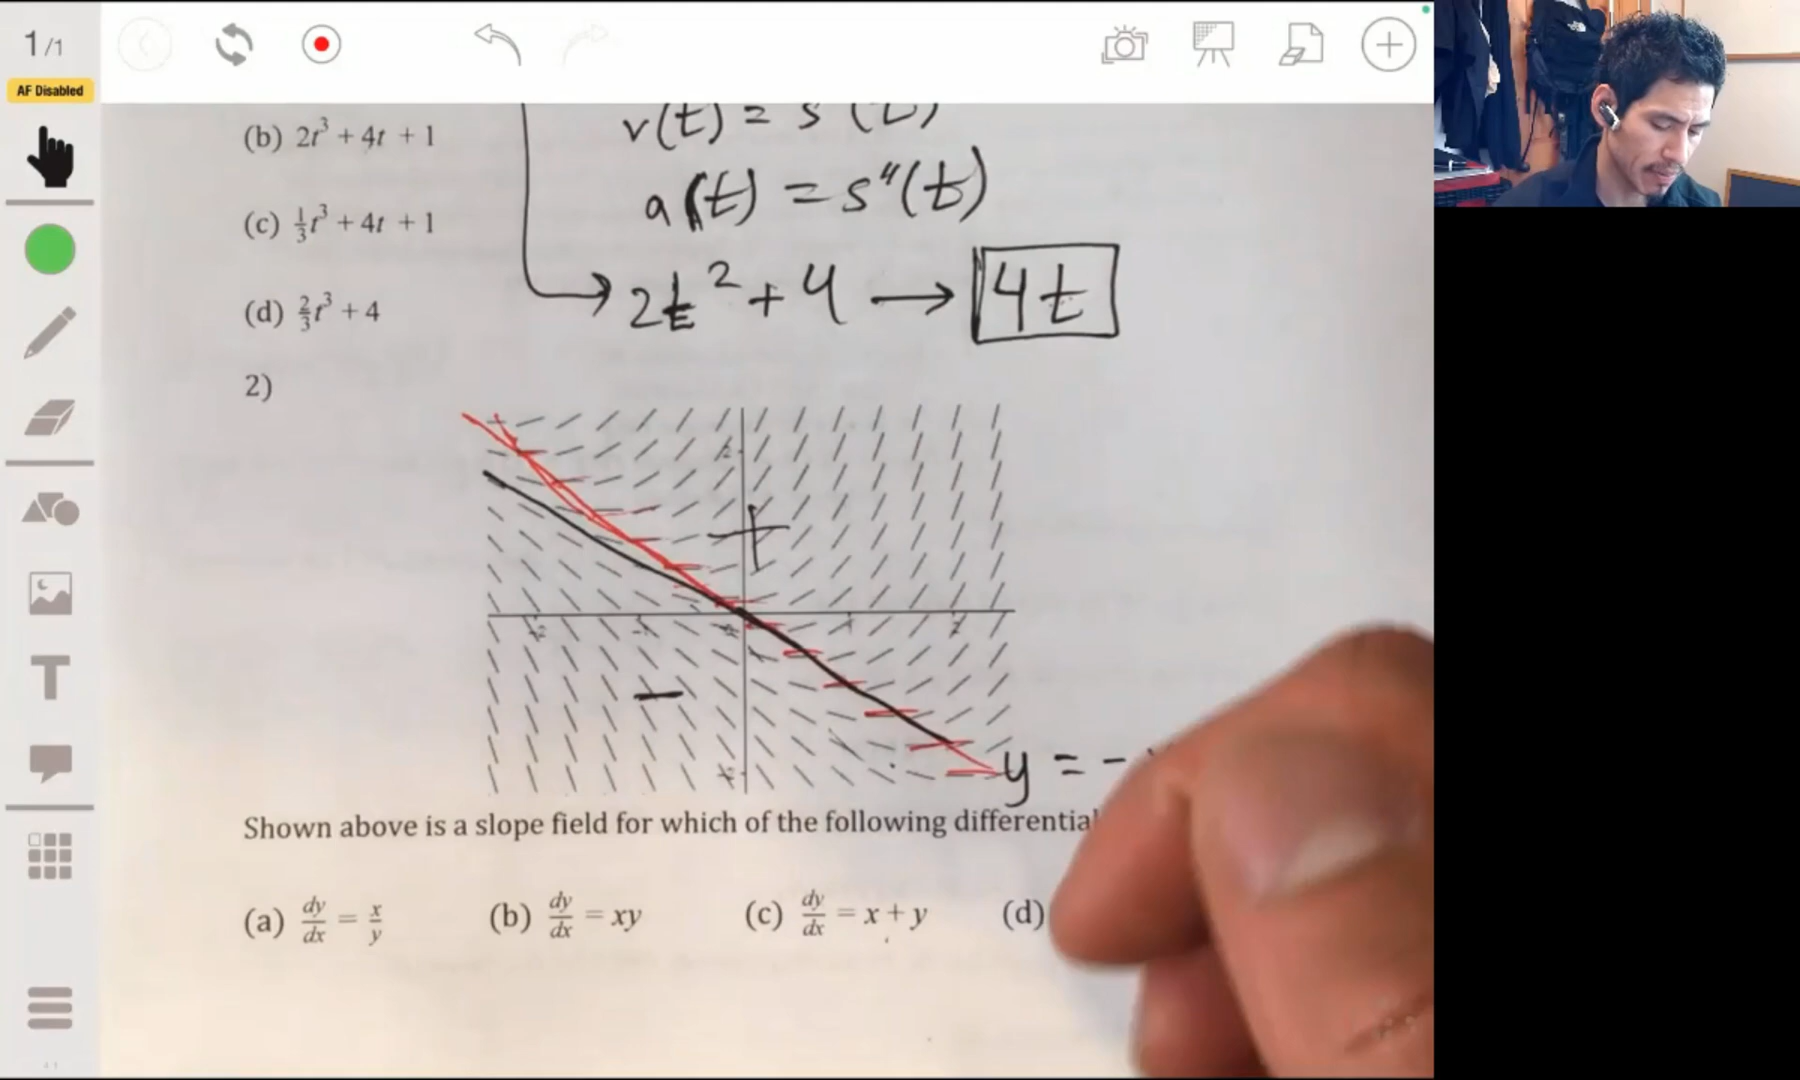 1/1
AF Disabled
(b) 2t³ + 4t + 1
v(t) = s'(t)
a(t) = s"(t)
(c) ⅓t³ + 4t + 1
2t² + 4 → 4t
(d) ⅔t³ + 4
2)
+
−
y = -
Shown above is a slope field for which of the following differential
(a) dy/dx = x/y (b) dy/dx = xy (c) dy/dx = x + y (d)
T